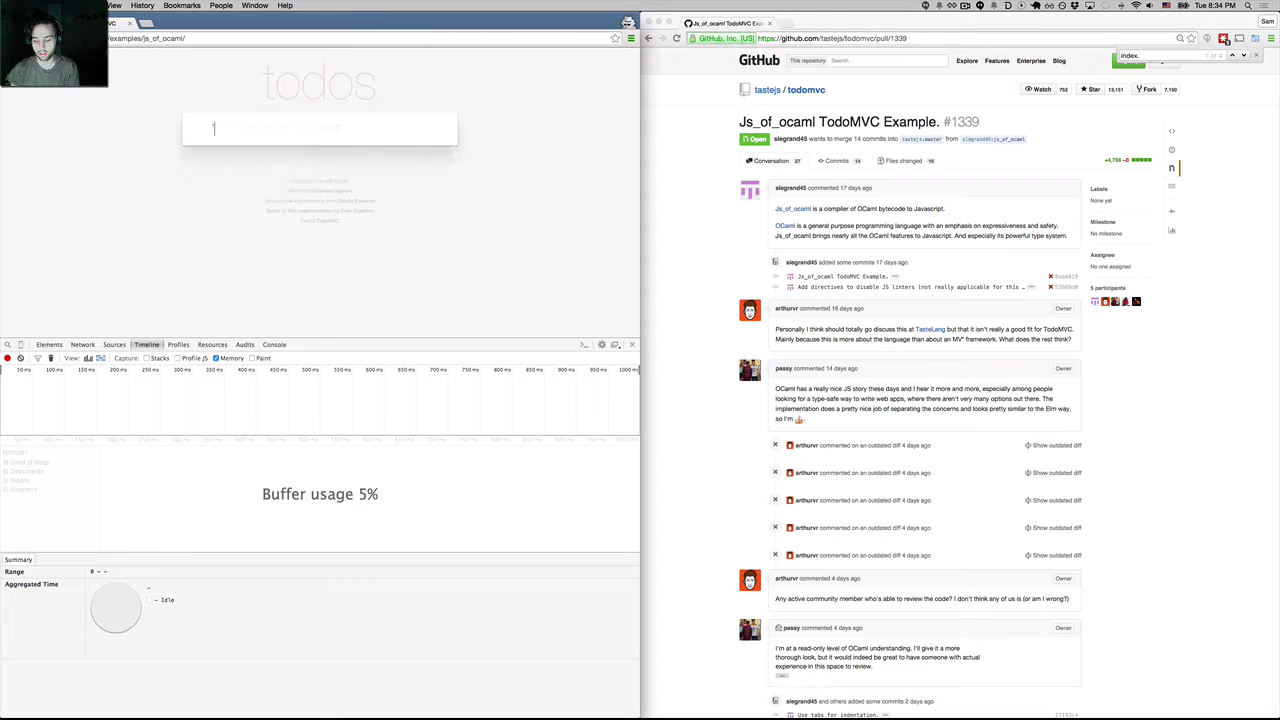 View History Bookmarks People Window Help
Tue 8:34 PM
Sam
/examples/js_of_ocaml/
todos
Part of TodoMVC
Elements Network Sources Timeline Profiles Resources Audits Console
View: Capture: Stacks Profile JS Memory Paint
50 ms 100 ms 150 ms 200 ms 250 ms 300 ms 350 ms 400 ms 450 ms 500 ms 550 ms 600 ms 650 ms 700 ms 750 ms 800 ms 850 ms 900 ms 950 ms 1000 ms
MEMORY
Used JS Heap
Documents
Nodes
Listeners
Buffer usage 5%
Summary
Range 0 – –
Aggregated Time
– Idle
Js_of_ocaml TodoMVC Exa
Sam
GitHub, Inc. [US] https://github.com/tastejs/todomvc/pull/1339
index. 1 of 4
GitHub This repository Search Explore Features Enterprise Blog
tastejs / todomvc
Watch 752 Star 13,151 Fork 7,150
Js_of_ocaml TodoMVC Example. #1339
Open slegrand45 wants to merge 14 commits into tastejs:master from slegrand45:js_of_ocaml
Conversation 27 Commits 14 Files changed 18 +4,758 −0
slegrand45 commented 17 days ago
Js_of_ocaml is a compiler of OCaml bytecode to Javascript.
OCaml is a general purpose programming language with an emphasis on expressiveness and safety.
Js_of_ocaml brings nearly all the OCaml features to Javascript. And especially its powerful type system.
Labels
None yet
Milestone
No milestone
Assignee
No one assigned
5 participants
slegrand45 added some commits 17 days ago
Js_of_ocaml TodoMVC Example. …
Add directives to disable JS linters (not really applicable for this … …
arthurvr commented 16 days ago Owner
Personally I think should totally go discuss this at TasteLang but that it isn't really a good fit for TodoMVC.
Mainly because this is more about the language than about an MV* framework. What does the rest think?
passy commented 14 days ago Owner
OCaml has a really nice JS story these days and I hear it more and more, especially among people
looking for a type-safe way to write web apps, where there aren't very many options out there. The
implementation does a pretty nice job of separating the concerns and looks pretty similar to the Elm way,
so I'm 👍.
arthurvr commented on an outdated diff 4 days ago Show outdated diff
arthurvr commented on an outdated diff 4 days ago Show outdated diff
arthurvr commented on an outdated diff 4 days ago Show outdated diff
arthurvr commented on an outdated diff 4 days ago Show outdated diff
arthurvr commented on an outdated diff 4 days ago Show outdated diff
arthurvr commented 4 days ago Owner
Any active community member who's able to review the code? I don't think any of us is (or am I wrong?)
passy commented 4 days ago Owner
I'm at a read-only level of OCaml understanding. I'll give it a more
thorough look, but it would indeed be great to have someone with actual
experience in this space to review.
…
slegrand45 and others added some commits 2 days ago
Use tabs for indentation. …